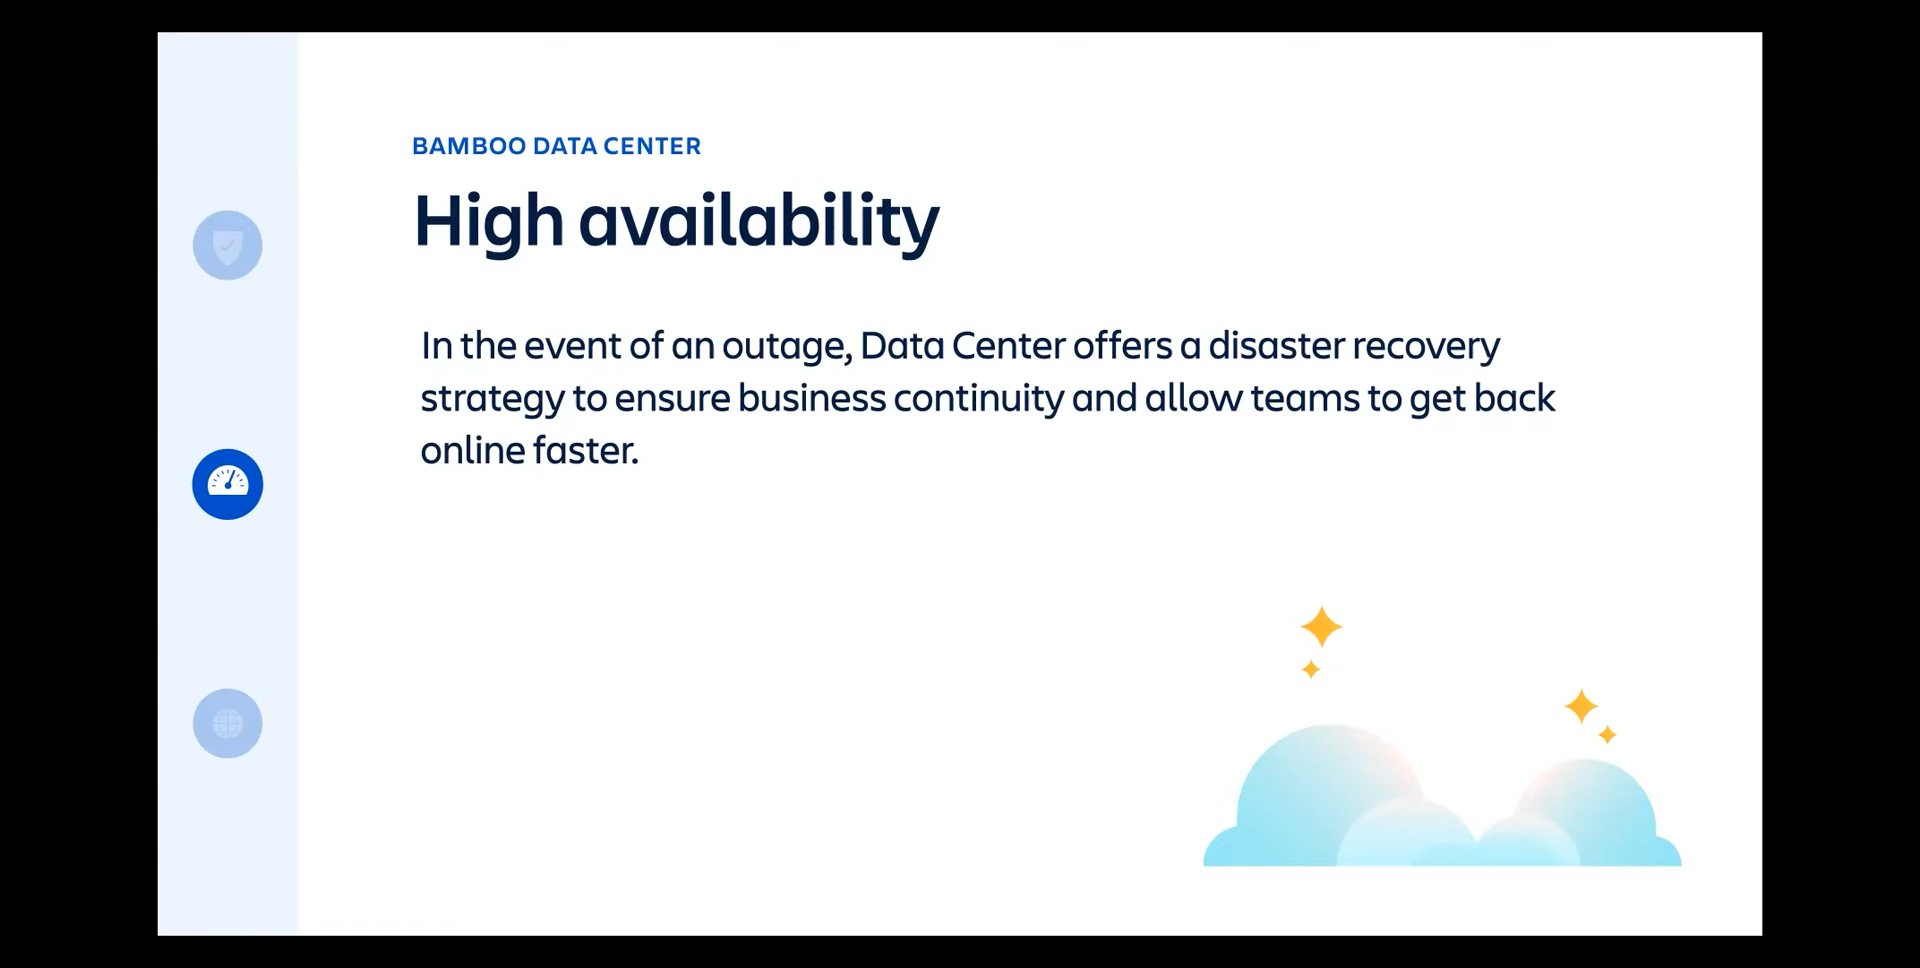 BAMBOO DATA CENTER
High availability
In the event of an outage, Data Center offers a disaster recovery
strategy to ensure business continuity and allow teams to get back
online faster.